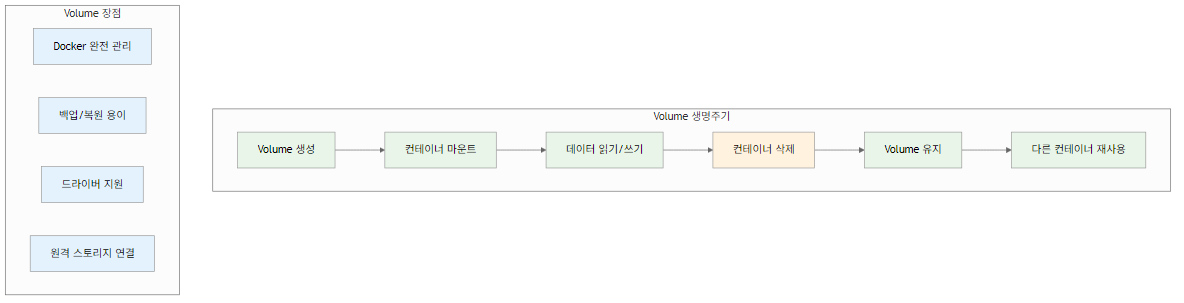 Volume 장점
Docker 완전 관리
백업/복원 용이
드라이버 지원
원격 스토리지 연결
Volume 생명주기
Volume 생성
컨테이너 마운트
데이터 읽기/쓰기
컨테이너 삭제
Volume 유지
다른 컨테이너 재사용